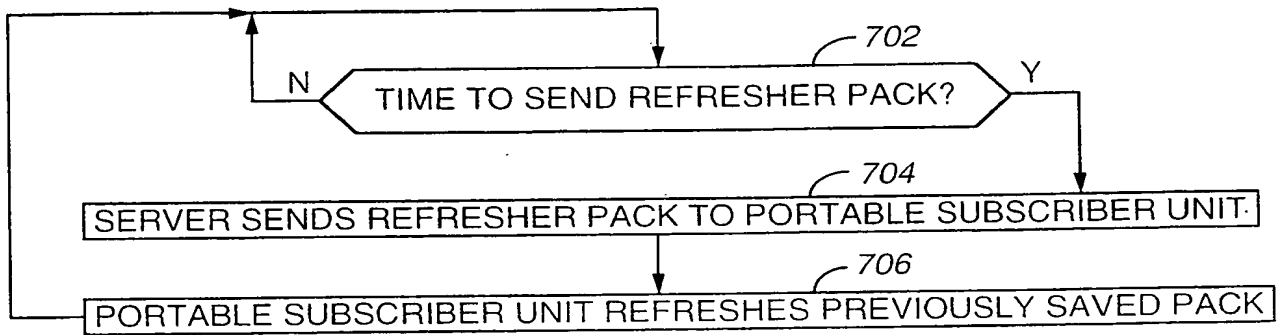 702
N
TIME TO SEND REFRESHER PACK?
Y
704
SERVER SENDS REFRESHER PACK TO PORTABLE SUBSCRIBER UNIT.
706
PORTABLE SUBSCRIBER UNIT REFRESHES PREVIOUSLY SAVED PACK